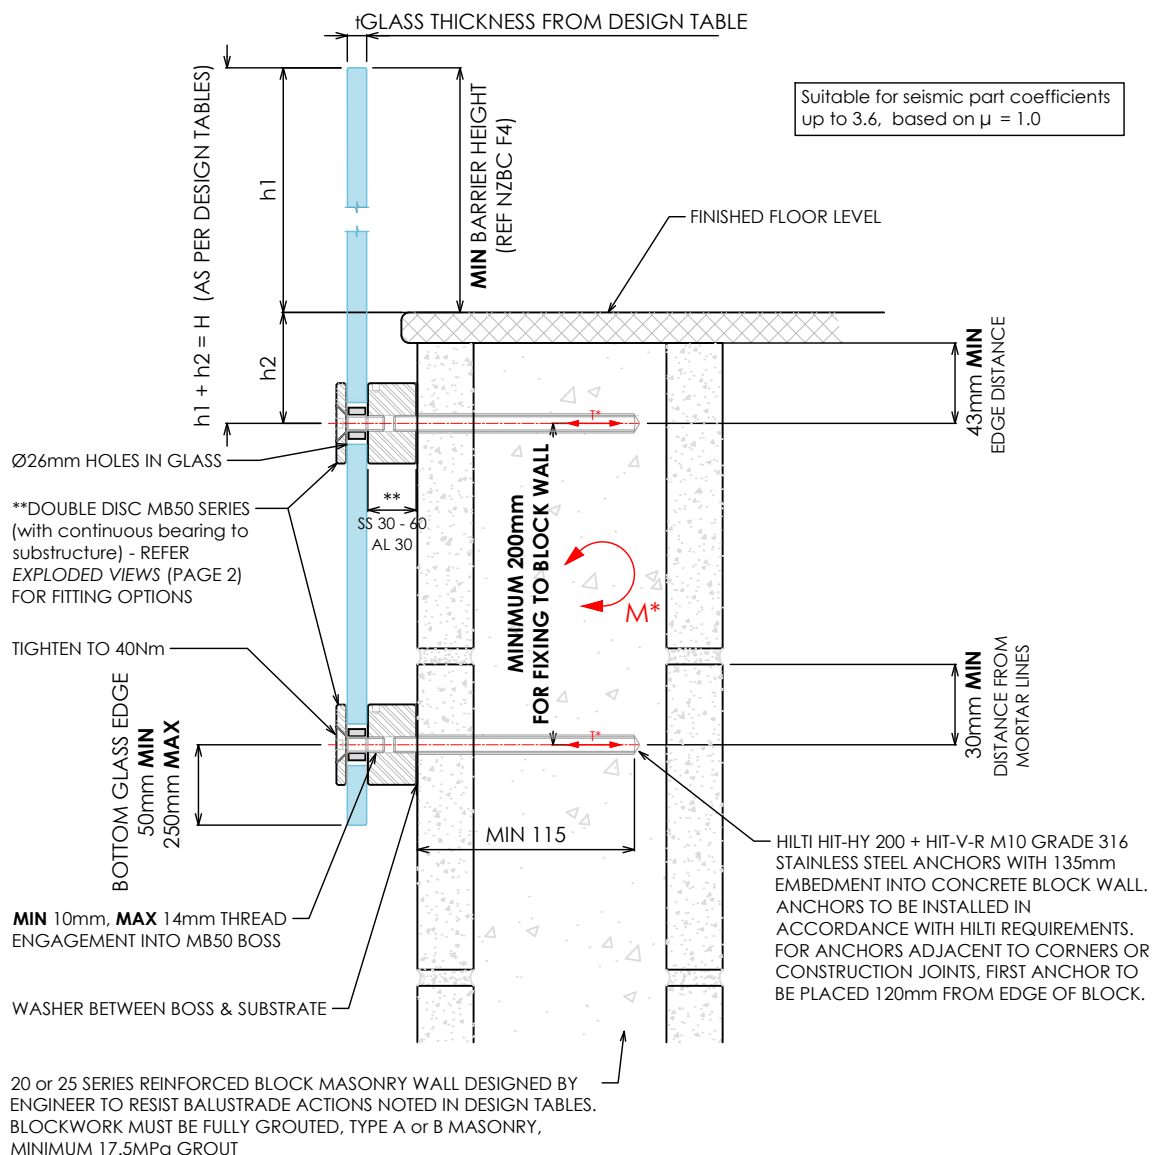 tGLASS THICKNESS FROM DESIGN TABLE
Suitable for seismic part coefficients
up to 3.6, based on µ = 1.0
h1 + h2 = H (AS PER DESIGN TABLES)
h1
MIN BARRIER HEIGHT
(REF NZBC F4)
FINISHED FLOOR LEVEL
h2
43mm MIN
EDGE DISTANCE
T*
Ø26mm HOLES IN GLASS
**DOUBLE DISC MB50 SERIES
(with continuous bearing to
substructure) - REFER
EXPLODED VIEWS (PAGE 2)
FOR FITTING OPTIONS
**
SS 30 - 60
AL 30
MINIMUM 200mm
FOR FIXING TO BLOCK WALL
M*
TIGHTEN TO 40Nm
BOTTOM GLASS EDGE
50mm MIN
250mm MAX
30mm MIN
DISTANCE FROM
MORTAR LINES
T*
MIN 115
HILTI HIT-HY 200 + HIT-V-R M10 GRADE 316
STAINLESS STEEL ANCHORS WITH 135mm
EMBEDMENT INTO CONCRETE BLOCK WALL.
ANCHORS TO BE INSTALLED IN
ACCORDANCE WITH HILTI REQUIREMENTS.
FOR ANCHORS ADJACENT TO CORNERS OR
CONSTRUCTION JOINTS, FIRST ANCHOR TO
BE PLACED 120mm FROM EDGE OF BLOCK.
MIN 10mm, MAX 14mm THREAD
ENGAGEMENT INTO MB50 BOSS
WASHER BETWEEN BOSS & SUBSTRATE
20 or 25 SERIES REINFORCED BLOCK MASONRY WALL DESIGNED BY
ENGINEER TO RESIST BALUSTRADE ACTIONS NOTED IN DESIGN TABLES.
BLOCKWORK MUST BE FULLY GROUTED, TYPE A or B MASONRY,
MINIMUM 17.5MPa GROUT